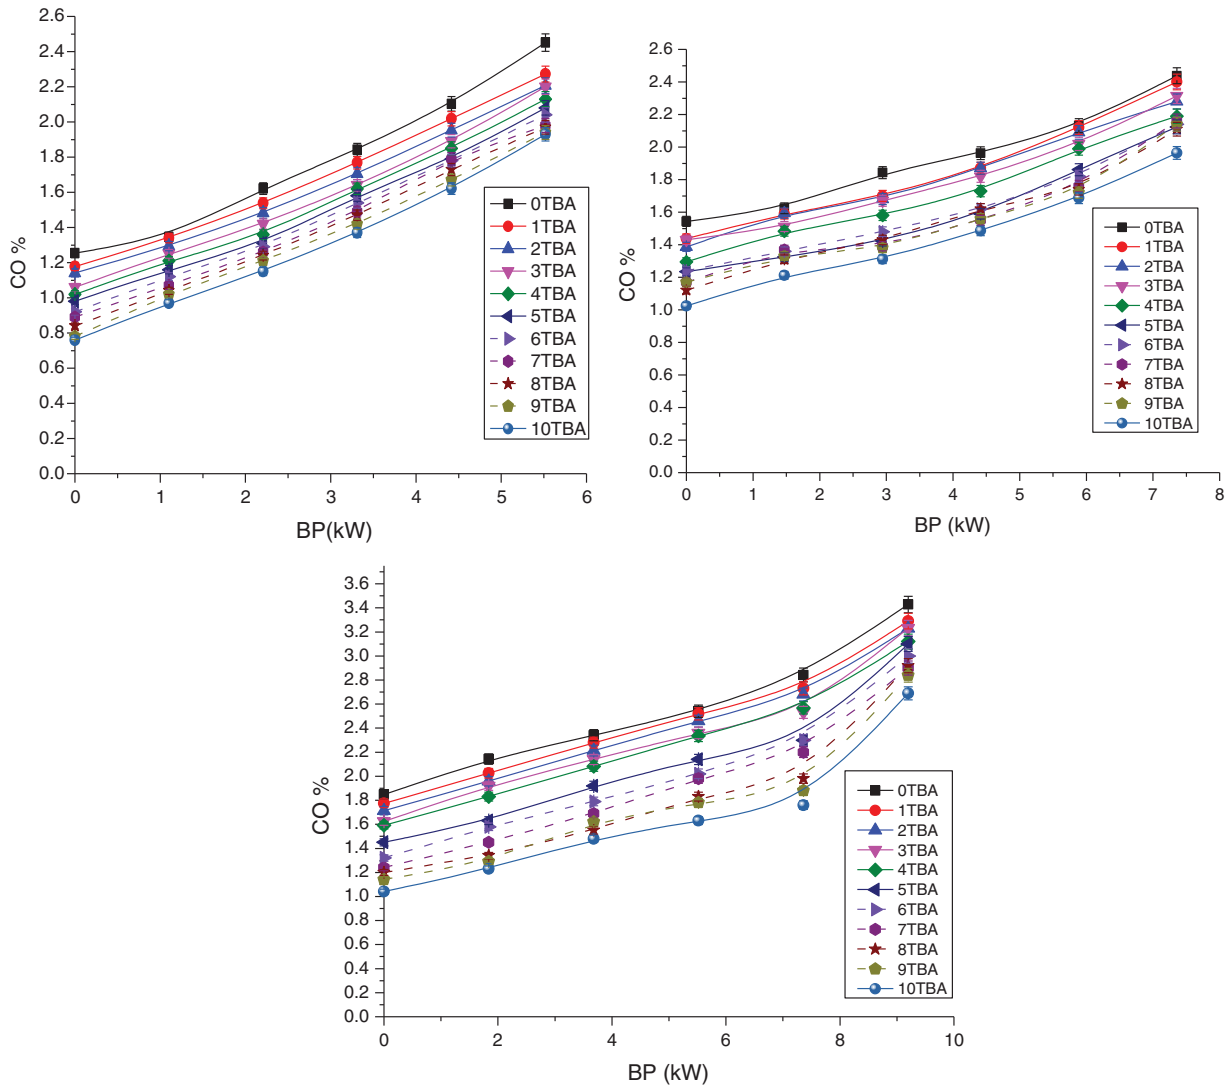 2.6
2.4
2.2
2.0
1.8
1.6
1.4
1.2
1.0
0.8
0.6
0.4
0.2
0.0
CO %
0 1 2 3 4 5 6
BP(kW)
0TBA
1TBA
2TBA
3TBA
4TBA
5TBA
6TBA
7TBA
8TBA
9TBA
10TBA
2.6
2.4
2.2
2.0
1.8
1.6
1.4
1.2
1.0
0.8
0.6
0.4
0.2
0.0
CO %
0 1 2 3 4 5 6 7 8
BP (kW)
0TBA
1TBA
2TBA
3TBA
4TBA
5TBA
6TBA
7TBA
8TBA
9TBA
10TBA
3.6
3.4
3.2
3.0
2.8
2.6
2.4
2.2
2.0
1.8
1.6
1.4
1.2
1.0
0.8
0.6
0.4
0.2
0.0
CO %
0 2 4 6 8 10
BP (kW)
0TBA
1TBA
2TBA
3TBA
4TBA
5TBA
6TBA
7TBA
8TBA
9TBA
10TBA